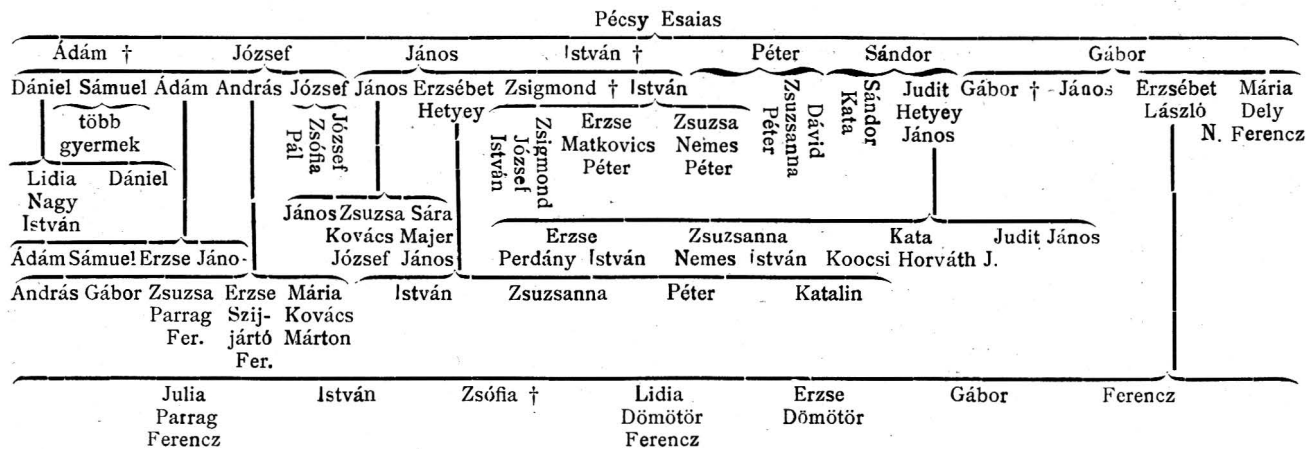 Pécsy Esaias
Ádám † József János István † Péter Sándor Gábor
Dániel Sámuel Ádám András József János Erzsébet Zsigmond † István Zsuzsanna Péter Dávid Sándor Kata Judit Gábor † János Erzsébet Mária
Hetyey Hetyey László Dely
több József Zsófia Pál Zsigmond József István Erzse Zsuzsa János N. Ferencz
gyermek Matkovics Nemes
Péter Péter
Lidia Dániel
Nagy
István
János Zsuzsa Sára
Kovács Majer Erzse Zsuzsanna Kata Judit János
Ádám Sámuel Erzse Jáno- József János Perdány István Nemes István Koocsi Horváth J.
András Gábor Zsuzsa Erzse Mária István Zsuzsanna Péter Katalin
Parrag Szij- Kovács
Fer. jártó Márton
Fer.
Julia István Zsófia † Lidia Erzse Gábor Ferencz
Parrag Dömötör Dömötör
Ferencz Ferencz